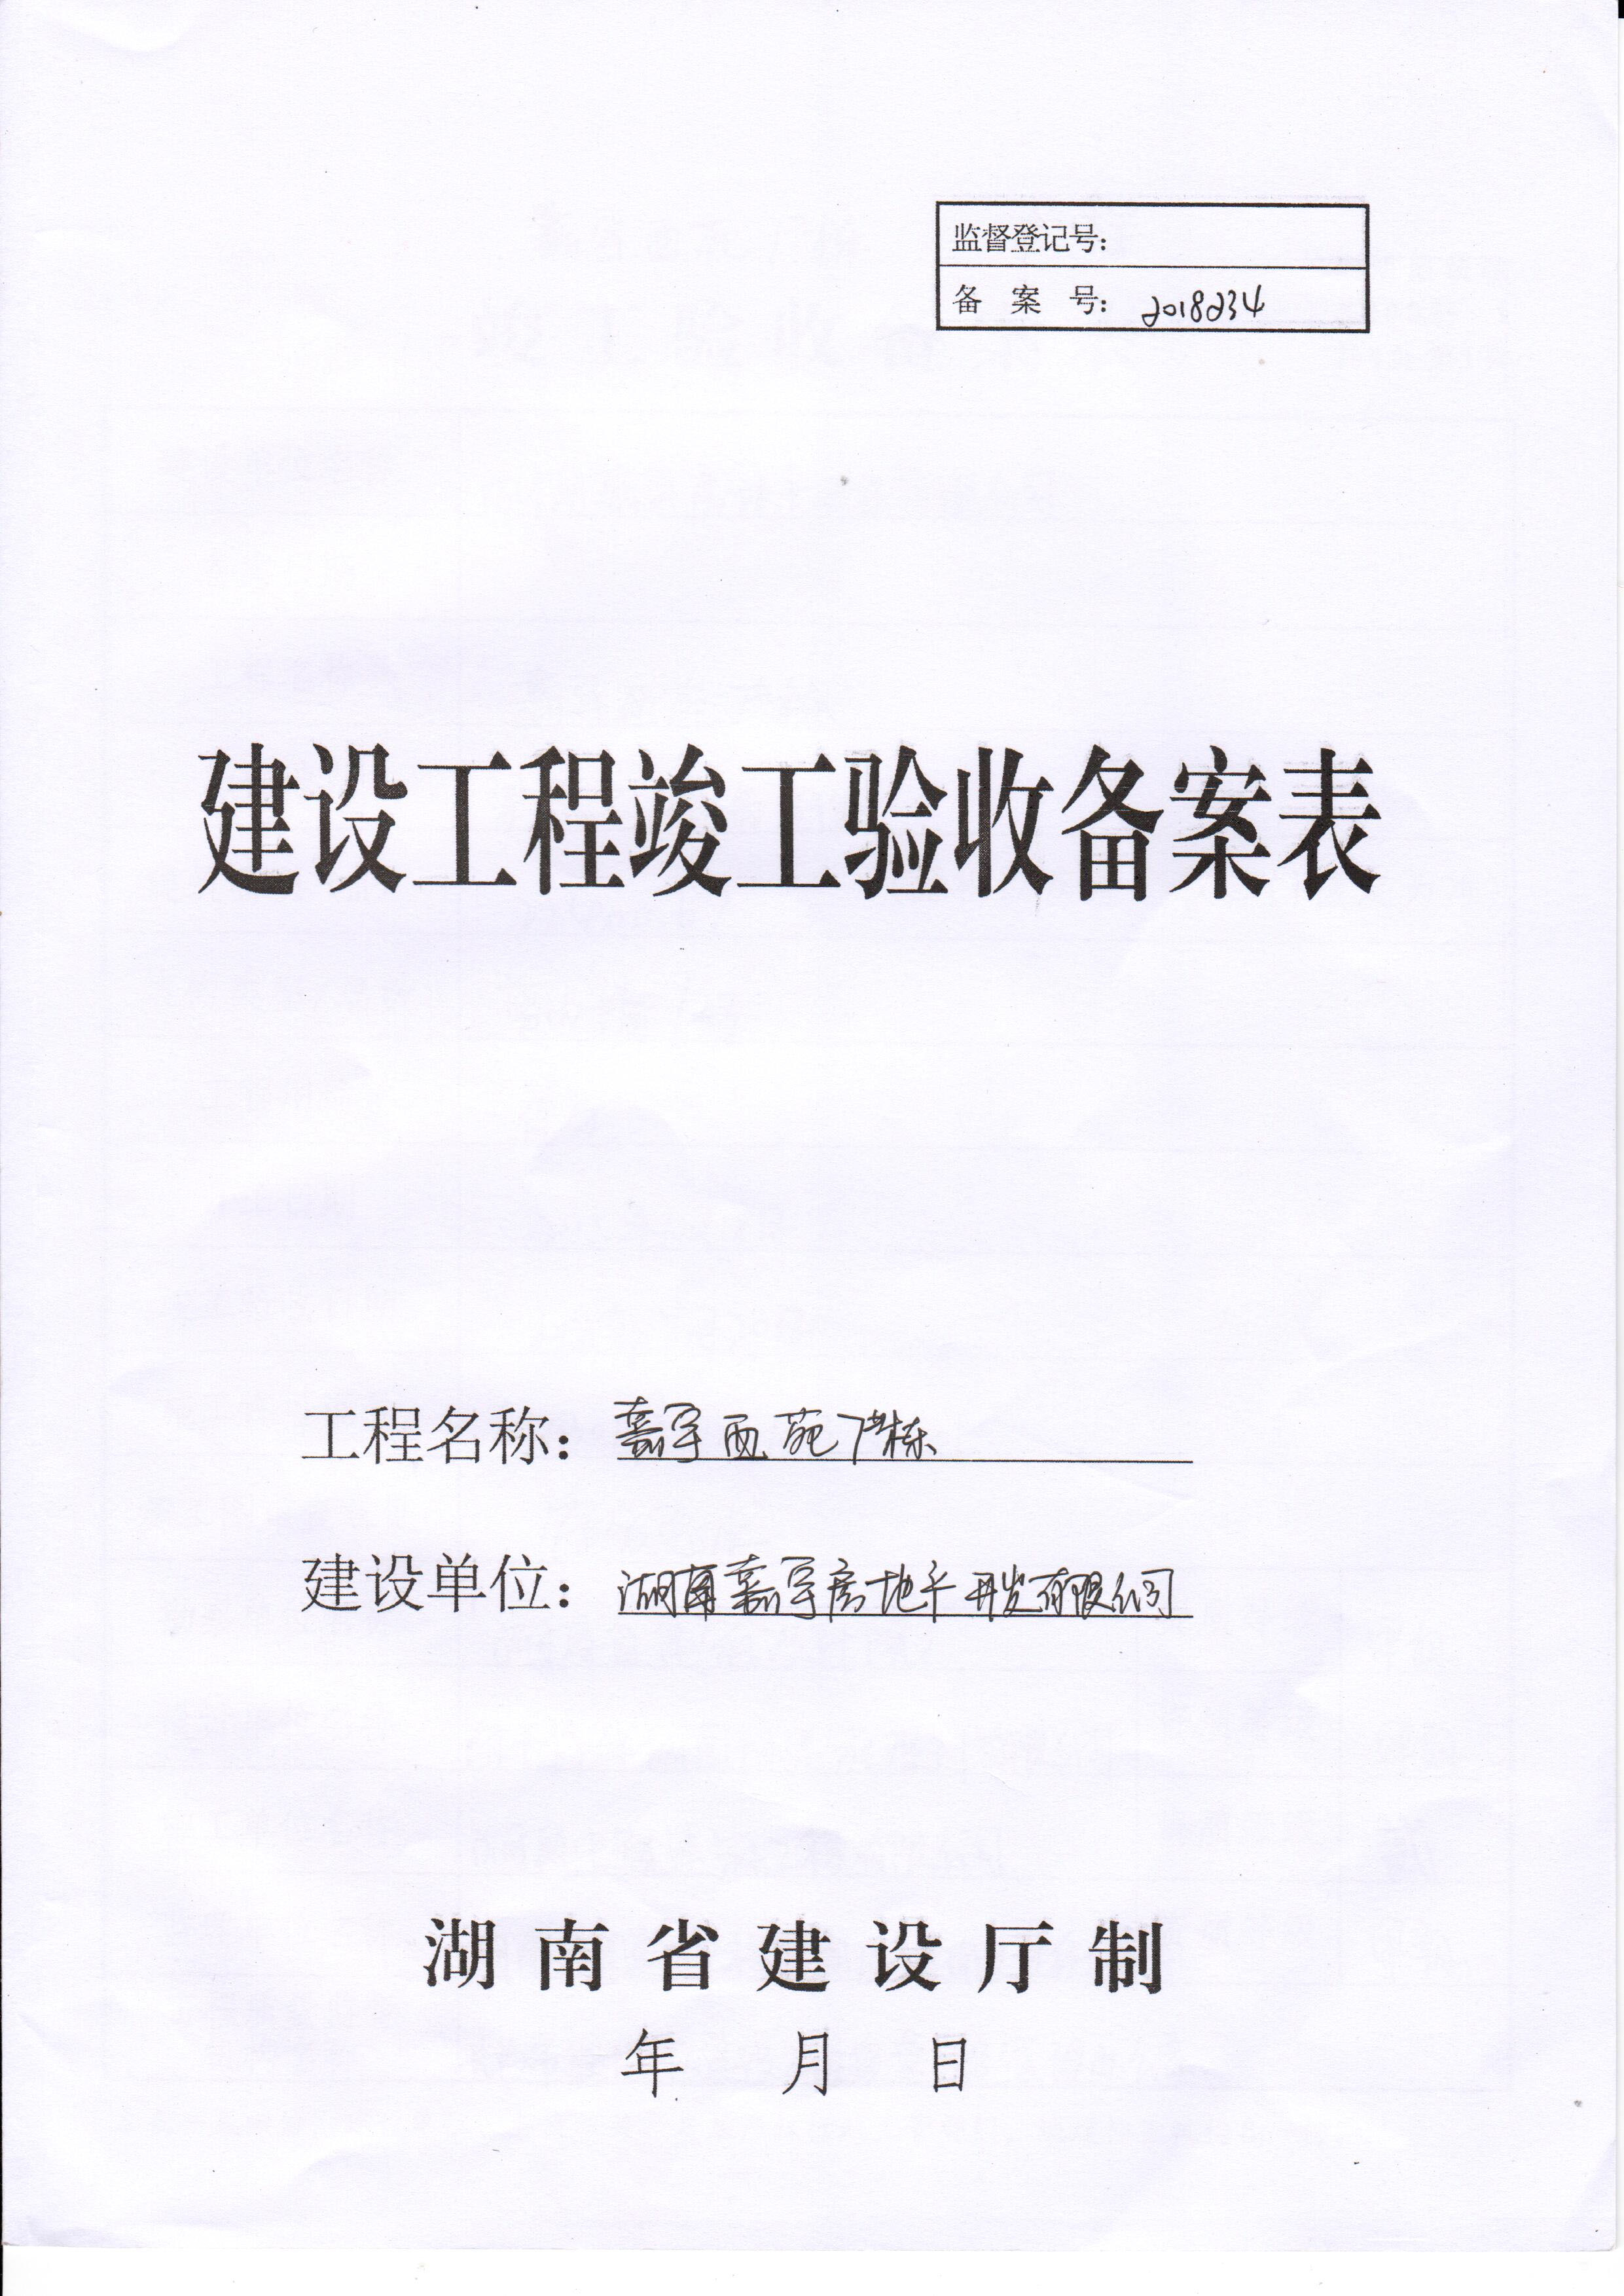 监督登记号：
备案号：2018234
建设工程竣工验收备案表
工程名称：嘉宇西苑 栋
建设单位：湖南嘉宇房地产开发有限公司
湖南省建设厅制
年 月 日